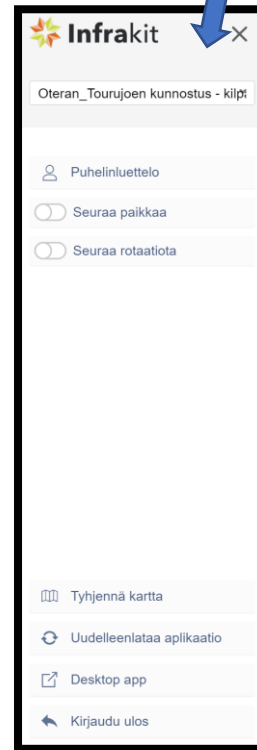 Infrakit
Oteran_Tourujoen kunnostus - kilp
Puhelinluettelo
Seuraa paikkaa
Seuraa rotaatiota
Tyhjennä kartta
Uudelleenlataa aplikaatio
Desktop app
Kirjaudu ulos